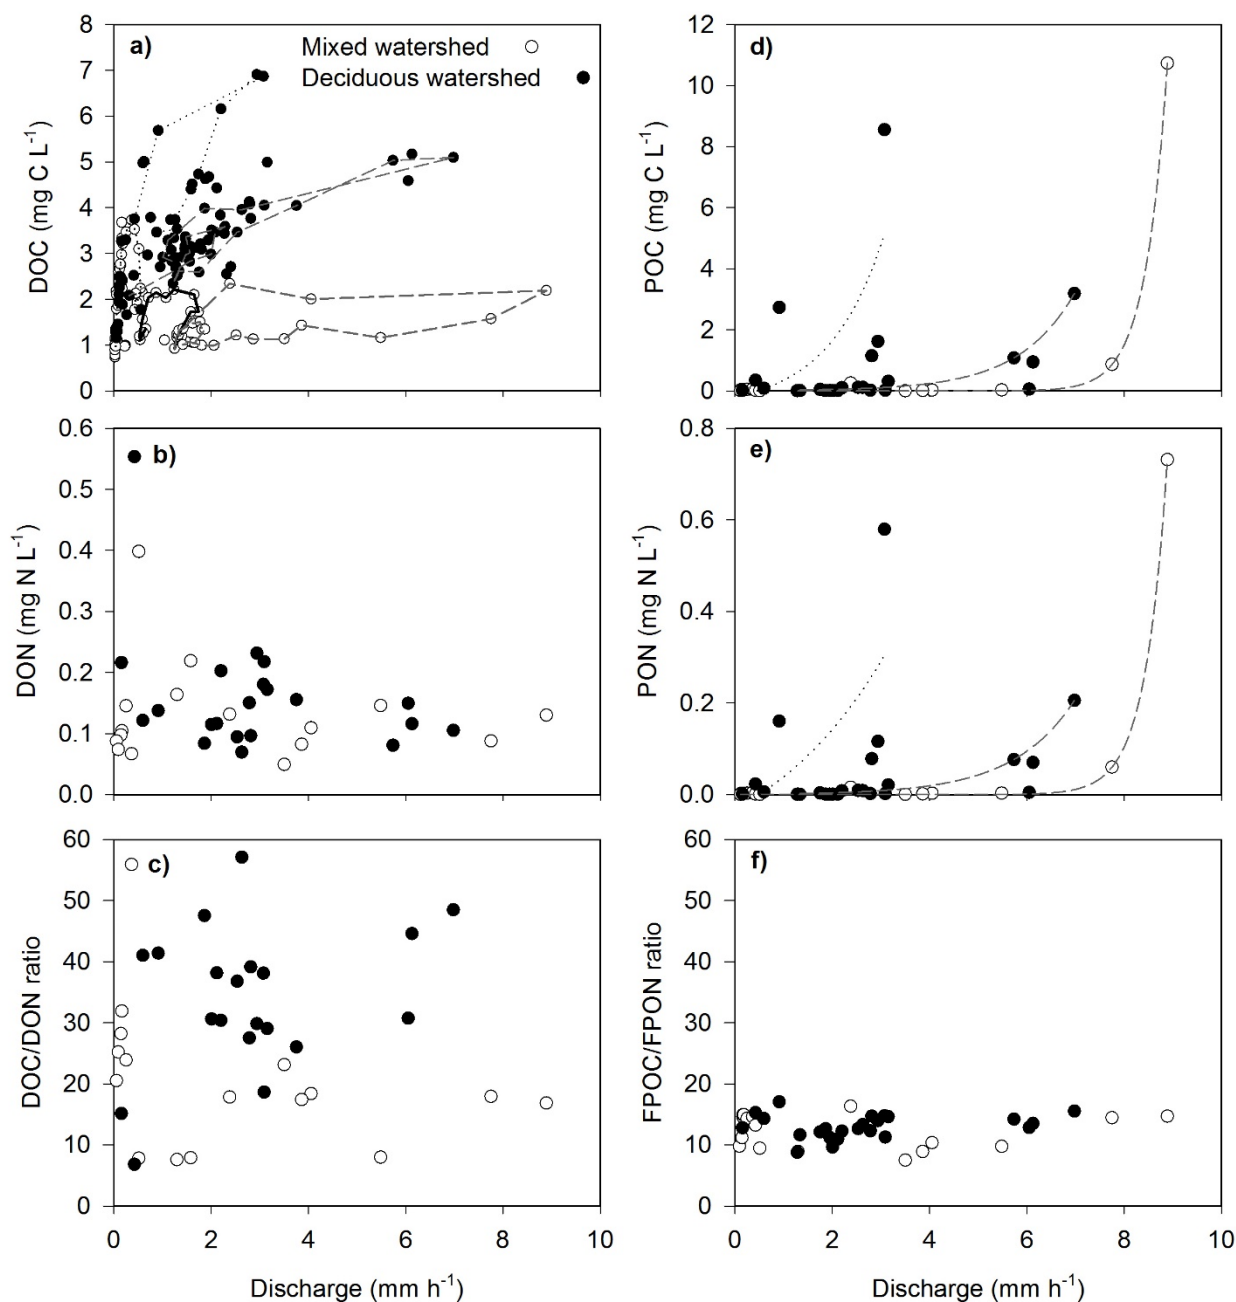 a)
Mixed watershed
Deciduous watershed
8
7
6
5
4
3
2
1
0
DOC (mg C L⁻¹)
d)
12
10
8
6
4
2
0
POC (mg C L⁻¹)
b)
0.6
0.5
0.4
0.3
0.2
0.1
0.0
DON (mg N L⁻¹)
e)
0.8
0.6
0.4
0.2
0.0
PON (mg N L⁻¹)
c)
60
50
40
30
20
10
0
DOC/DON ratio
0 2 4 6 8 10
Discharge (mm h⁻¹)
f)
60
50
40
30
20
10
0
FPOC/FPON ratio
0 2 4 6 8 10
Discharge (mm h⁻¹)